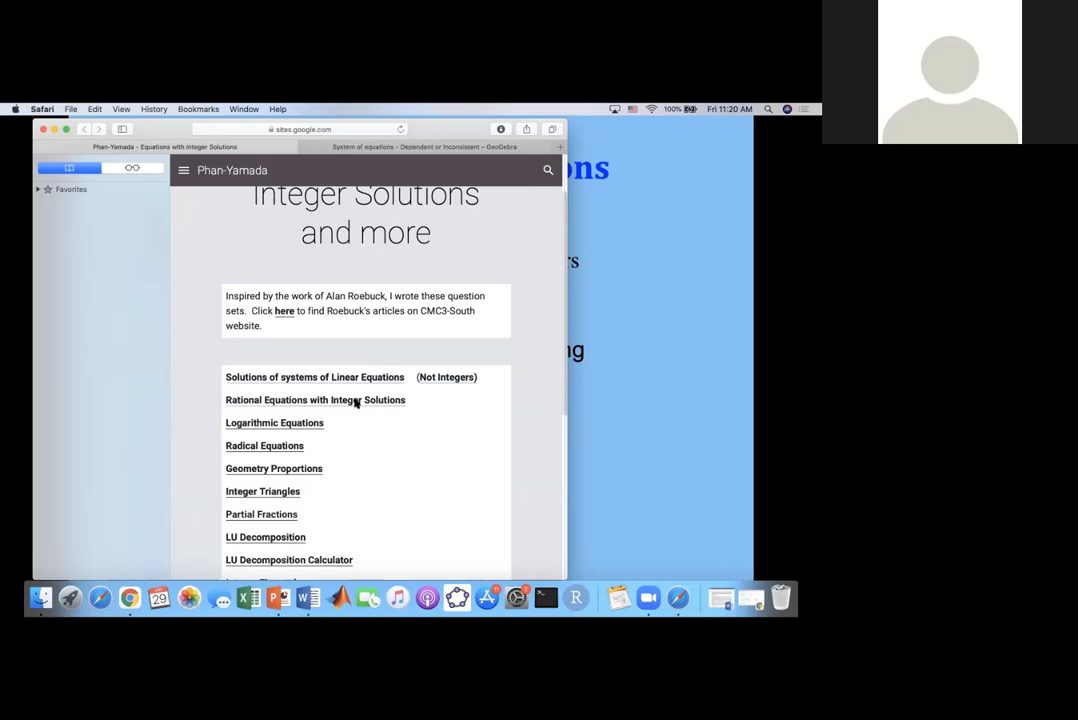 Safari File Edit View History Bookmarks Window Help 100% Fri 11:20 AM
sites.google.com
Phan-Yamada - Equations with Integer Solutions
System of equations - Dependent or Inconsistent – GeoGebra
Favorites
Phan-Yamada
Integer Solutions
and more
ons
rs
ng
Inspired by the work of Alan Roebuck, I wrote these question
sets. Click here to find Roebuck's articles on CMC3-South
website.
Solutions of systems of Linear Equations (Not Integers)
Rational Equations with Integer Solutions
Logarithmic Equations
Radical Equations
Geometry Proportions
Integer Triangles
Partial Fractions
LU Decomposition
LU Decomposition Calculator